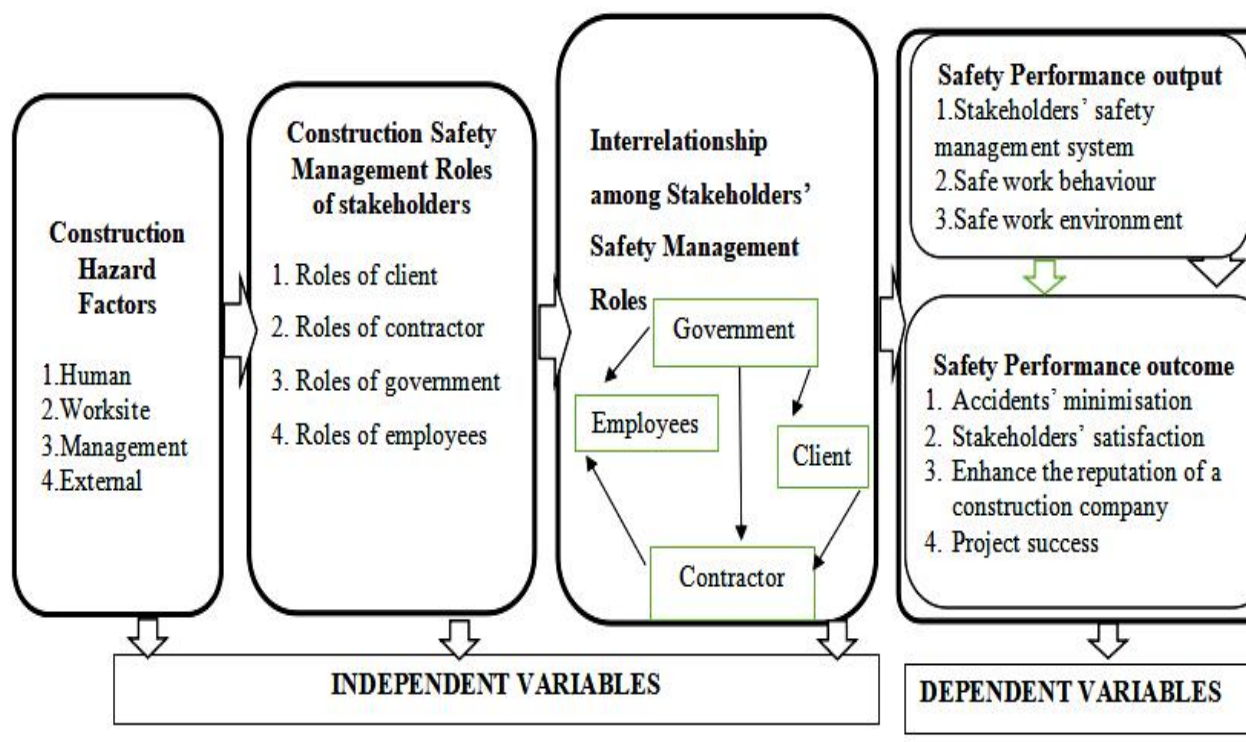 Construction
Hazard
Factors
1.Human
2.Worksite
3.Management
4.External
Construction Safety
Management Roles
of stakeholders
1. Roles of client
2. Roles of contractor
3. Roles of government
4. Roles of employees
Interrelationship
among Stakeholders’
Safety Management
Roles
Government
Employees
Client
Contractor
Safety Performance output
1.Stakeholders’ safety
management system
2.Safe work behaviour
3.Safe work environment
Safety Performance outcome
1. Accidents’ minimisation
2. Stakeholders’ satisfaction
3. Enhance the reputation of a
construction company
4. Project success
INDEPENDENT VARIABLES
DEPENDENT VARIABLES